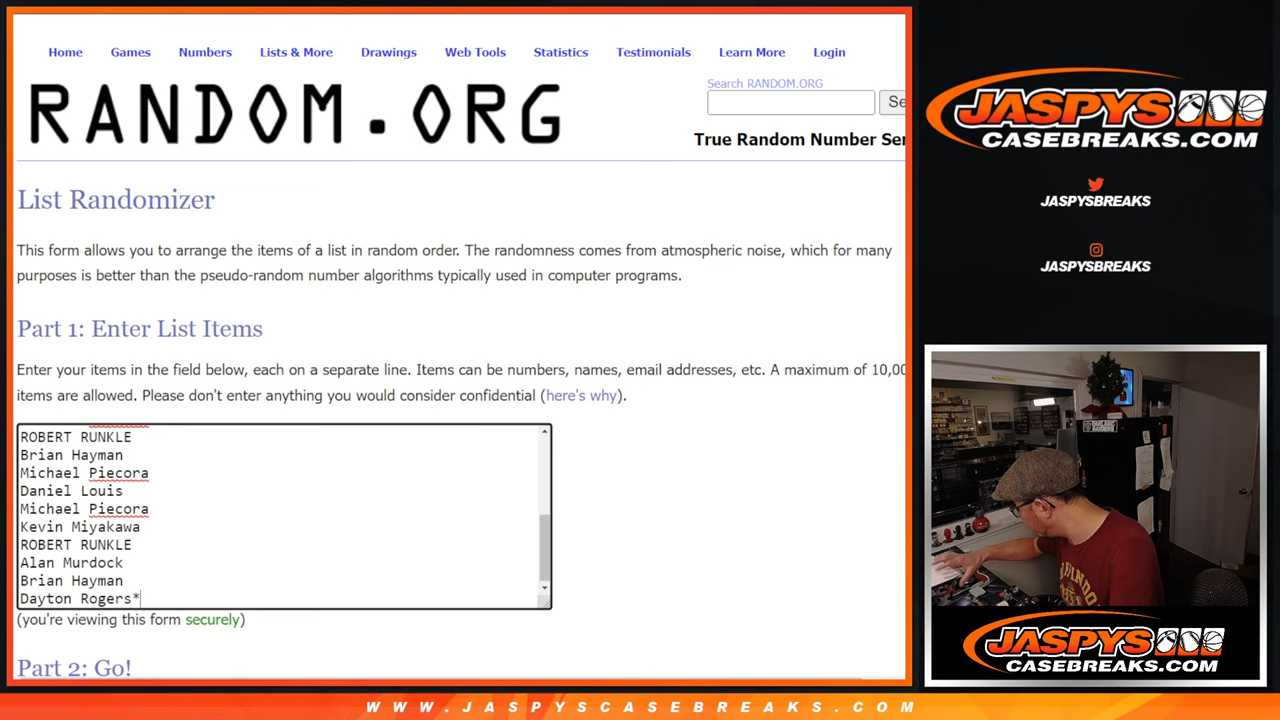 Home Games Numbers Lists & More Drawings Web Tools Statistics Testimonials Learn More Login
Search RANDOM.ORG
RANDOM.ORG
Se
True Random Number Ser
List Randomizer
This form allows you to arrange the items of a list in random order. The randomness comes from atmospheric noise, which for many
purposes is better than the pseudo-random number algorithms typically used in computer programs.
Part 1: Enter List Items
Enter your items in the field below, each on a separate line. Items can be numbers, names, email addresses, etc. A maximum of 10,00
items are allowed. Please don't enter anything you would consider confidential (here's why).
ROBERT RUNKLE
Brian Hayman
Michael Piecora
Daniel Louis
Michael Piecora
Kevin Miyakawa
ROBERT RUNKLE
Alan Murdock
Brian Hayman
Dayton Rogers*
(you're viewing this form securely)
Part 2: Go!
JASPYS
CASEBREAKS.COM
JASPYSBREAKS
JASPYSBREAKS
JASPYS
CASEBREAKS.COM
WWW.JASPYSCASEBREAKS.COM